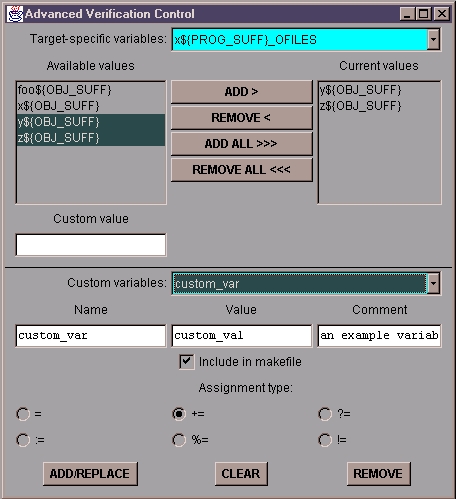 Advanced Verification Control
Target-specific variables: x${PROG_SUFF}_OFILES
Available values Current values
foo${OBJ_SUFF} ADD > y${OBJ_SUFF}
x${OBJ_SUFF} z${OBJ_SUFF}
y${OBJ_SUFF} REMOVE <
z${OBJ_SUFF} ADD ALL >>>
REMOVE ALL <<<
Custom value
Custom variables: custom_var
Name Value Comment
custom_var custom_val an example variab
Include in makefile
Assignment type:
= += ?=
:= %= !=
ADD/REPLACE CLEAR REMOVE